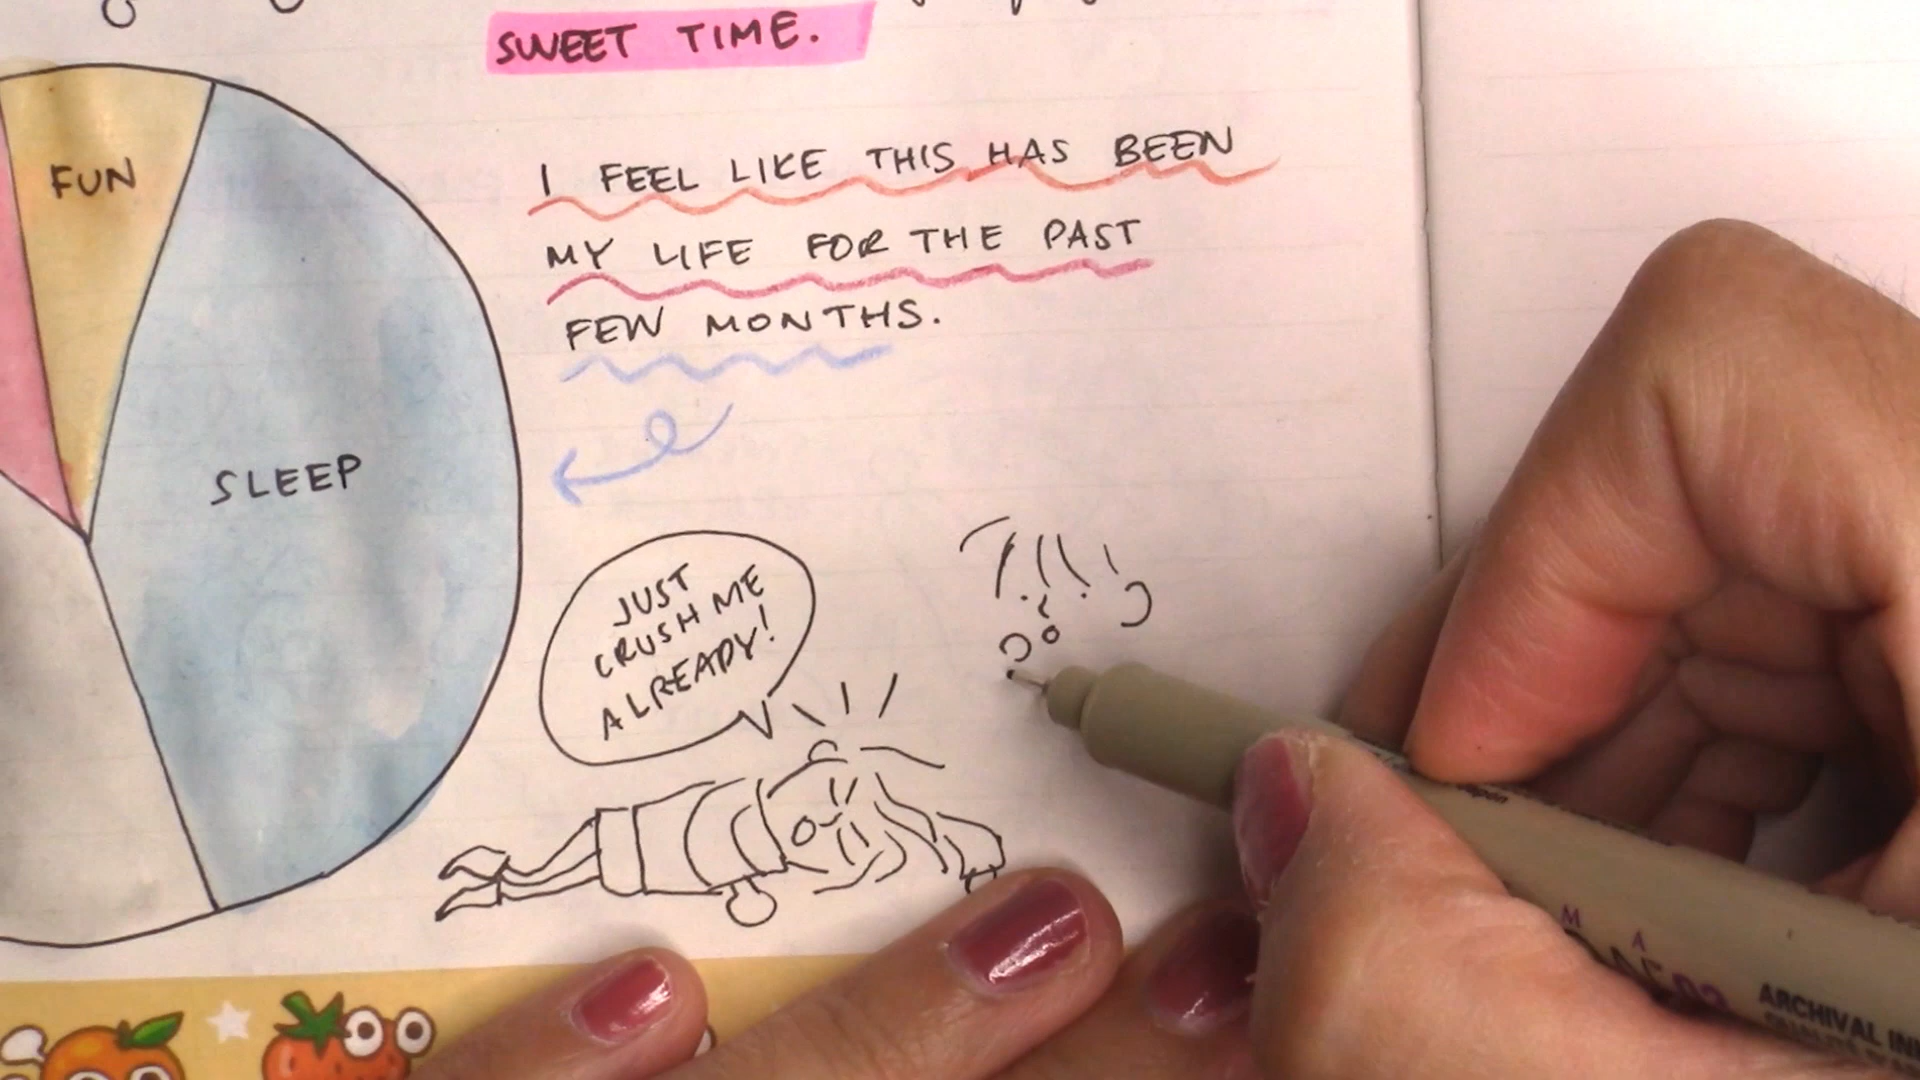 SWEET TIME.
FUN
I FEEL LIKE THIS HAS BEEN
MY LIFE FOR THE PAST
FEW MONTHS.
SLEEP
JUST
CRUSH ME
ALREADY!
ARCHIVAL INK